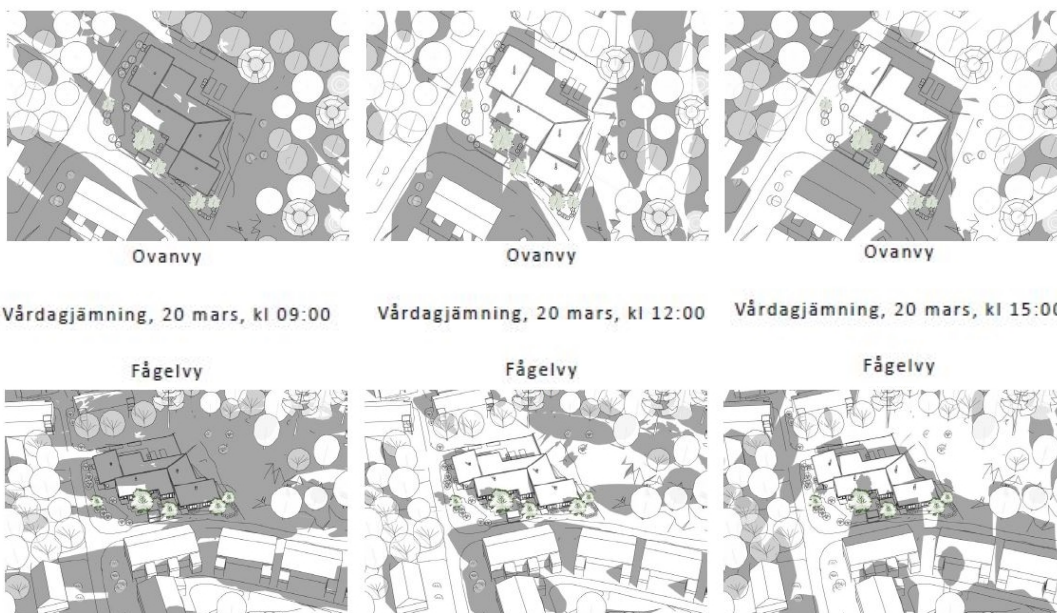 Ovanvy
Ovanvy
Ovanvy
Vårdagjämning, 20 mars, kl 09:00
Vårdagjämning, 20 mars, kl 12:00
Vårdagjämning, 20 mars, kl 15:00
Fågelvy
Fågelvy
Fågelvy